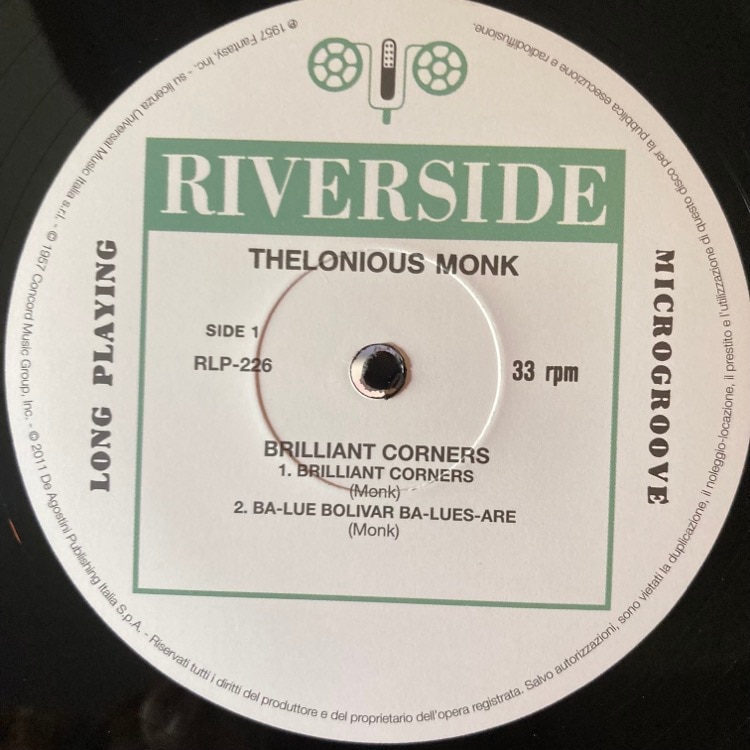 RIVERSIDE
THELONIOUS MONK
SIDE 1
RLP-226
33 rpm
LONG PLAYING
MICROGROOVE
BRILLIANT CORNERS
1. BRILLIANT CORNERS
(Monk)
2. BA-LUE BOLIVAR BA-LUES-ARE
(Monk)
℗ 1957 Fantasy, Inc. - su licenza Universal Music Italia s.r.l. - © 1957 Concord Music Group, Inc. - © 2011 De Agostini Publishing Italia S.p.A. - Riservati tutti i diritti del produttore e del proprietario dell'opera registrata. Salvo autorizzazioni, sono vietati la duplicazione, il noleggio-locazione, il prestito e l'utilizzazione di questo disco per la pubblica esecuzione e radiodiffusione.